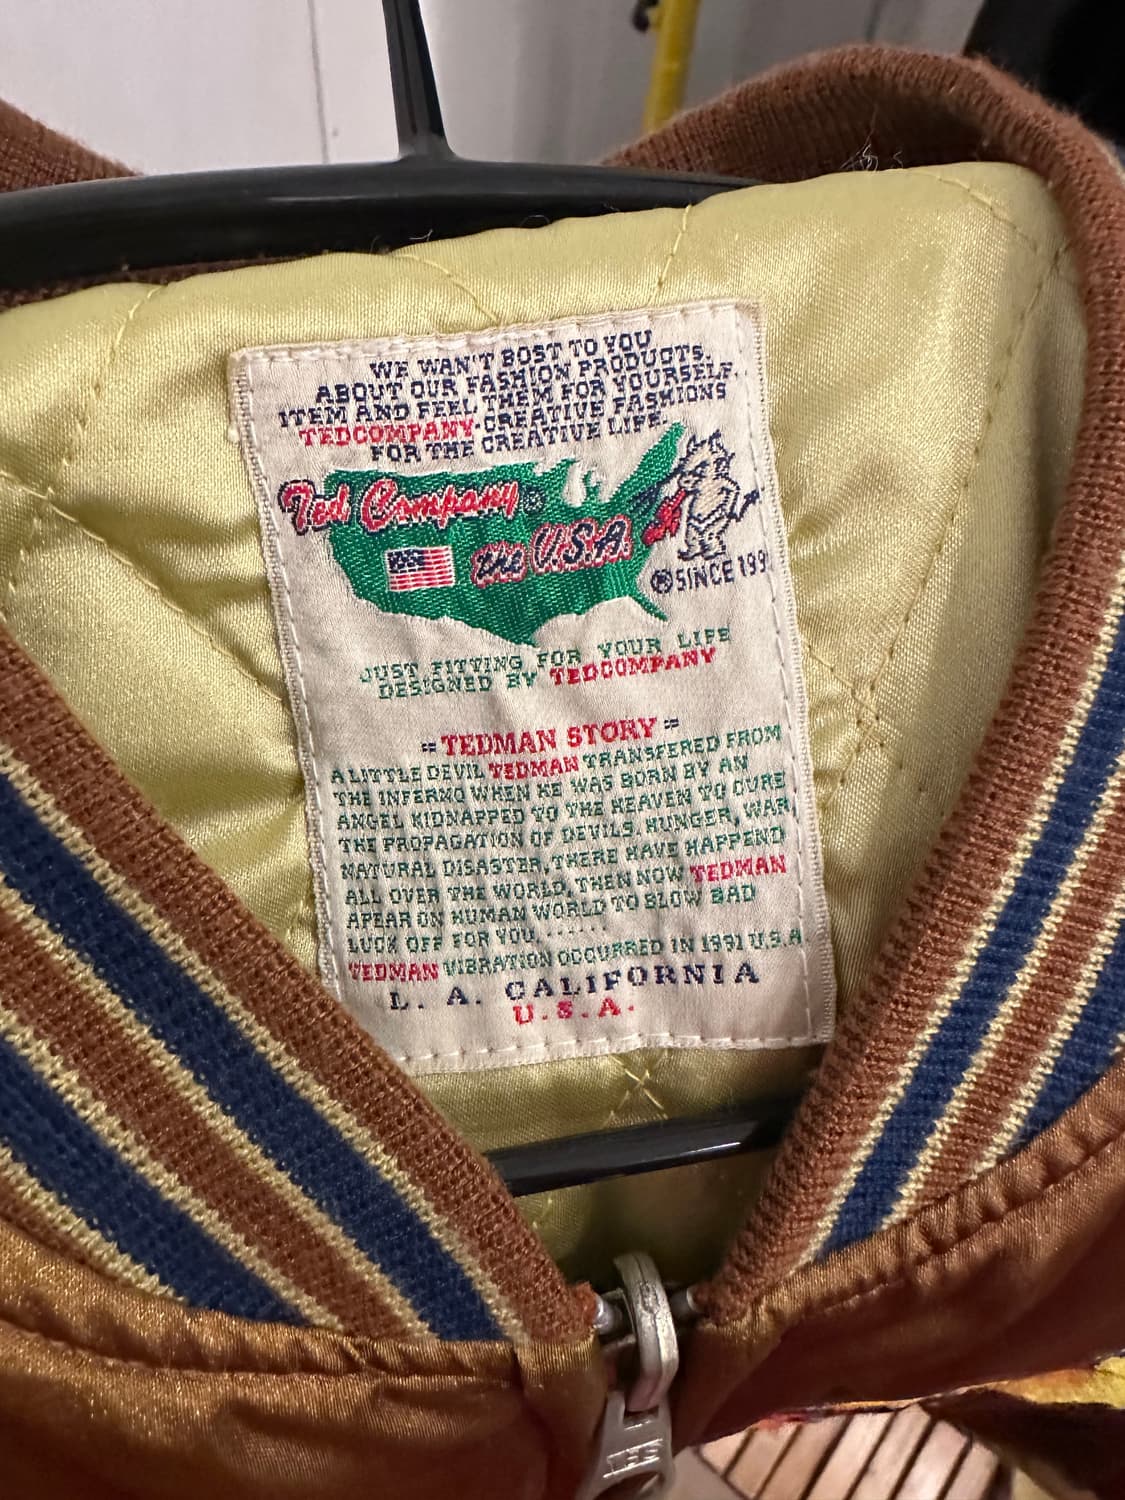 WE WAN'T BOST TO YOU
ABOUT OUR FASHION PRODUCTS.
ITEM AND FEEL THEM FOR YOURSELF.
TEDCOMPANY-CREATIVE FASHIONS
FOR THE CREATIVE LIFE.
Ted Company®
the U.S.A.
®SINCE 199
JUST FITTING FOR YOUR LIFE
DESIGNED BY TEDCOMPANY
=TEDMAN STORY=
A LITTLE DEVIL TEDMAN TRANSFERED FROM
THE INFERNO WHEN HE WAS BORN BY AN
ANGEL KIDNAPPED TO THE HEAVEN TO CURE
THE PROPAGATION OF DEVILS. HUNGER, WAR,
NATURAL DISASTER, THERE HAVE HAPPEND
ALL OVER THE WORLD, THEN NOW TEDMAN
APEAR ON HUMAN WORLD TO BLOW BAD
LUCK OFF FOR YOU.......
TEDMAN VIBRATION OCCURRED IN 1991 U.S.A
L. A. CALIFORNIA
U.S.A.